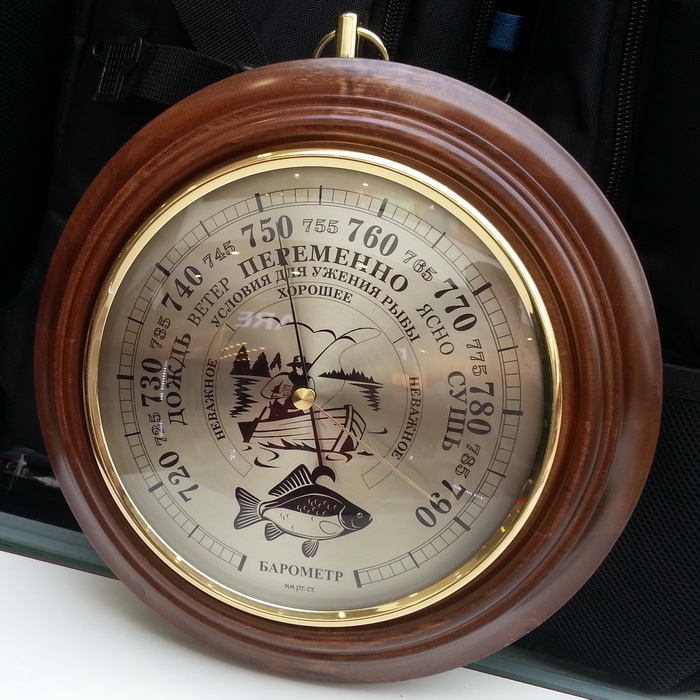 720 725 730 735 740 745 750 755 760 765 770 775 780 785 790
ДОЖДЬ ВЕТЕР ПЕРЕМЕННО ЯСНО СУШЬ
УСЛОВИЯ ДЛЯ УЖЕНИЯ РЫБЫ
НЕВАЖНОЕ ХОРОШЕЕ НЕВАЖНОЕ
БАРОМЕТР
мм рт. ст.